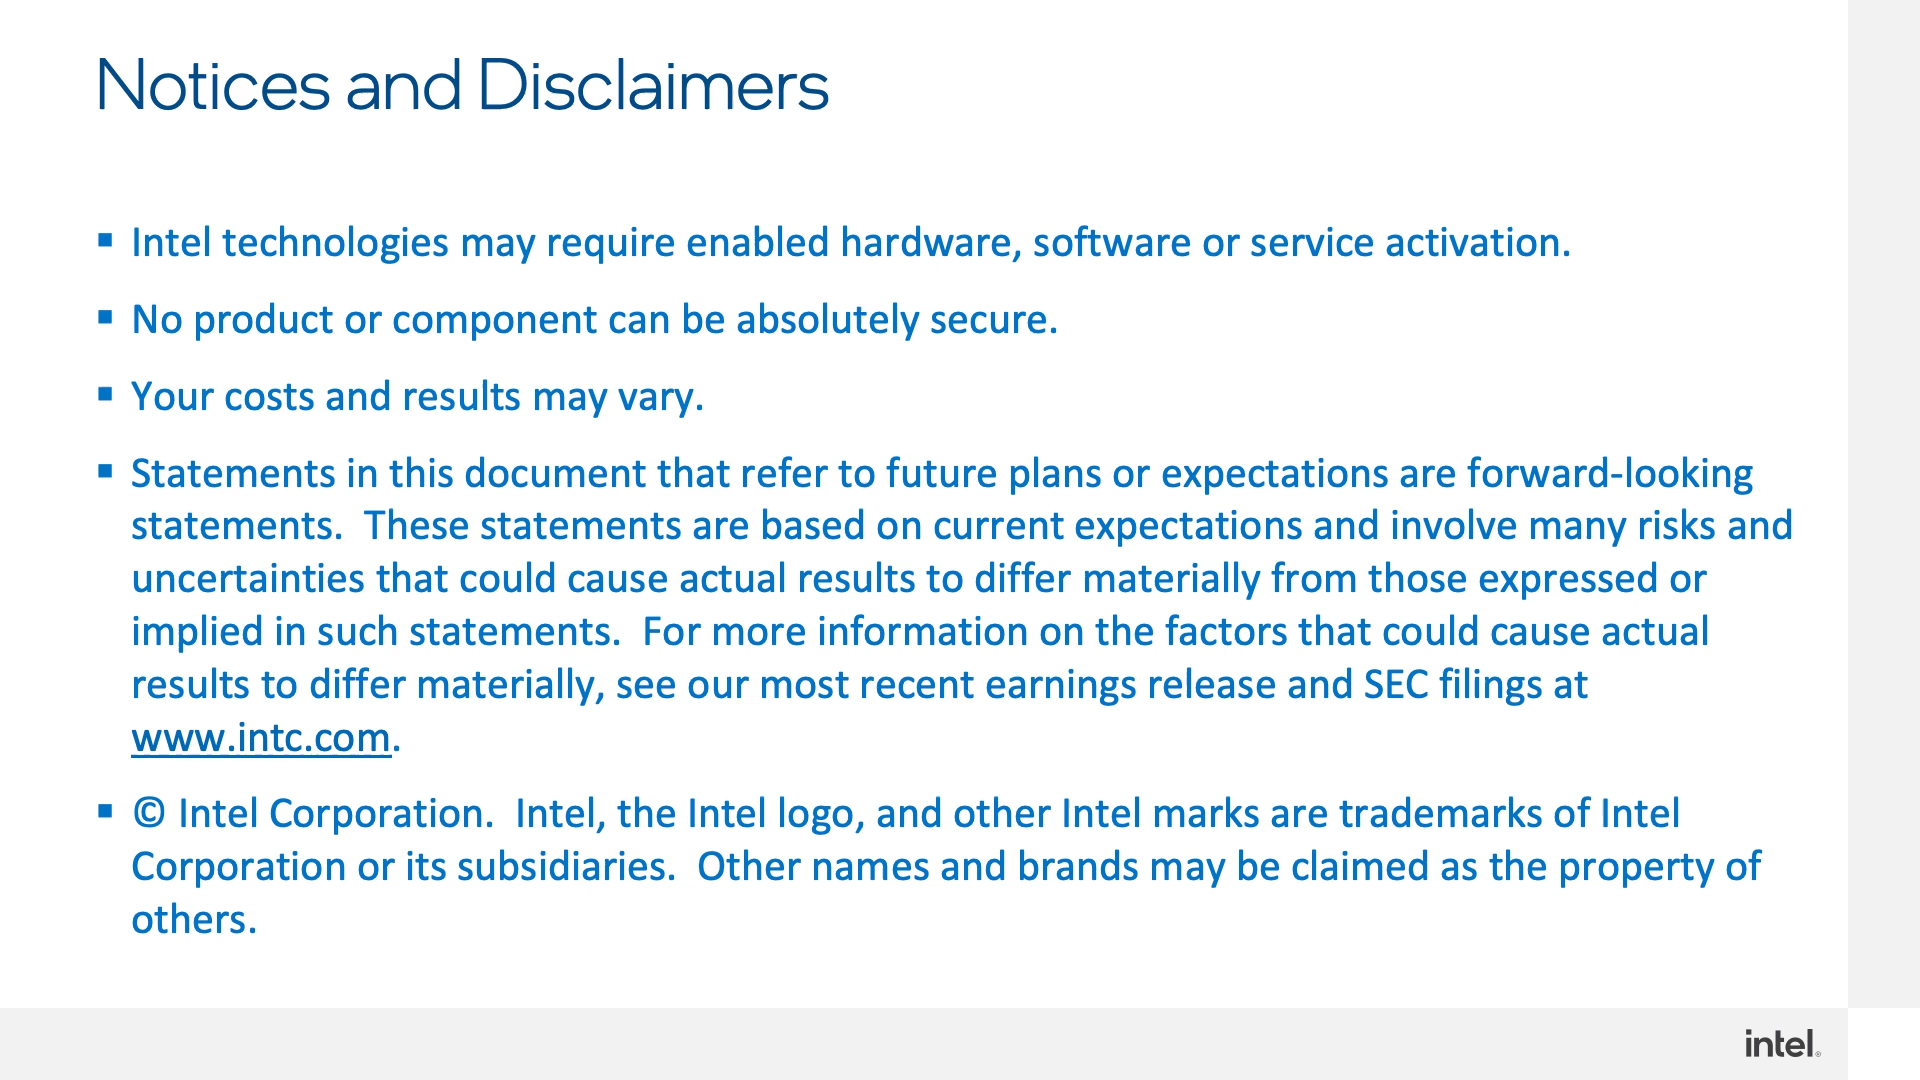 Notices and Disclaimers
▪ Intel technologies may require enabled hardware, software or service activation.
▪ No product or component can be absolutely secure.
▪ Your costs and results may vary.
▪ Statements in this document that refer to future plans or expectations are forward-looking
statements.  These statements are based on current expectations and involve many risks and
uncertainties that could cause actual results to differ materially from those expressed or
implied in such statements.  For more information on the factors that could cause actual
results to differ materially, see our most recent earnings release and SEC filings at
www.intc.com.
▪ © Intel Corporation.  Intel, the Intel logo, and other Intel marks are trademarks of Intel
Corporation or its subsidiaries.  Other names and brands may be claimed as the property of
others.
intel®